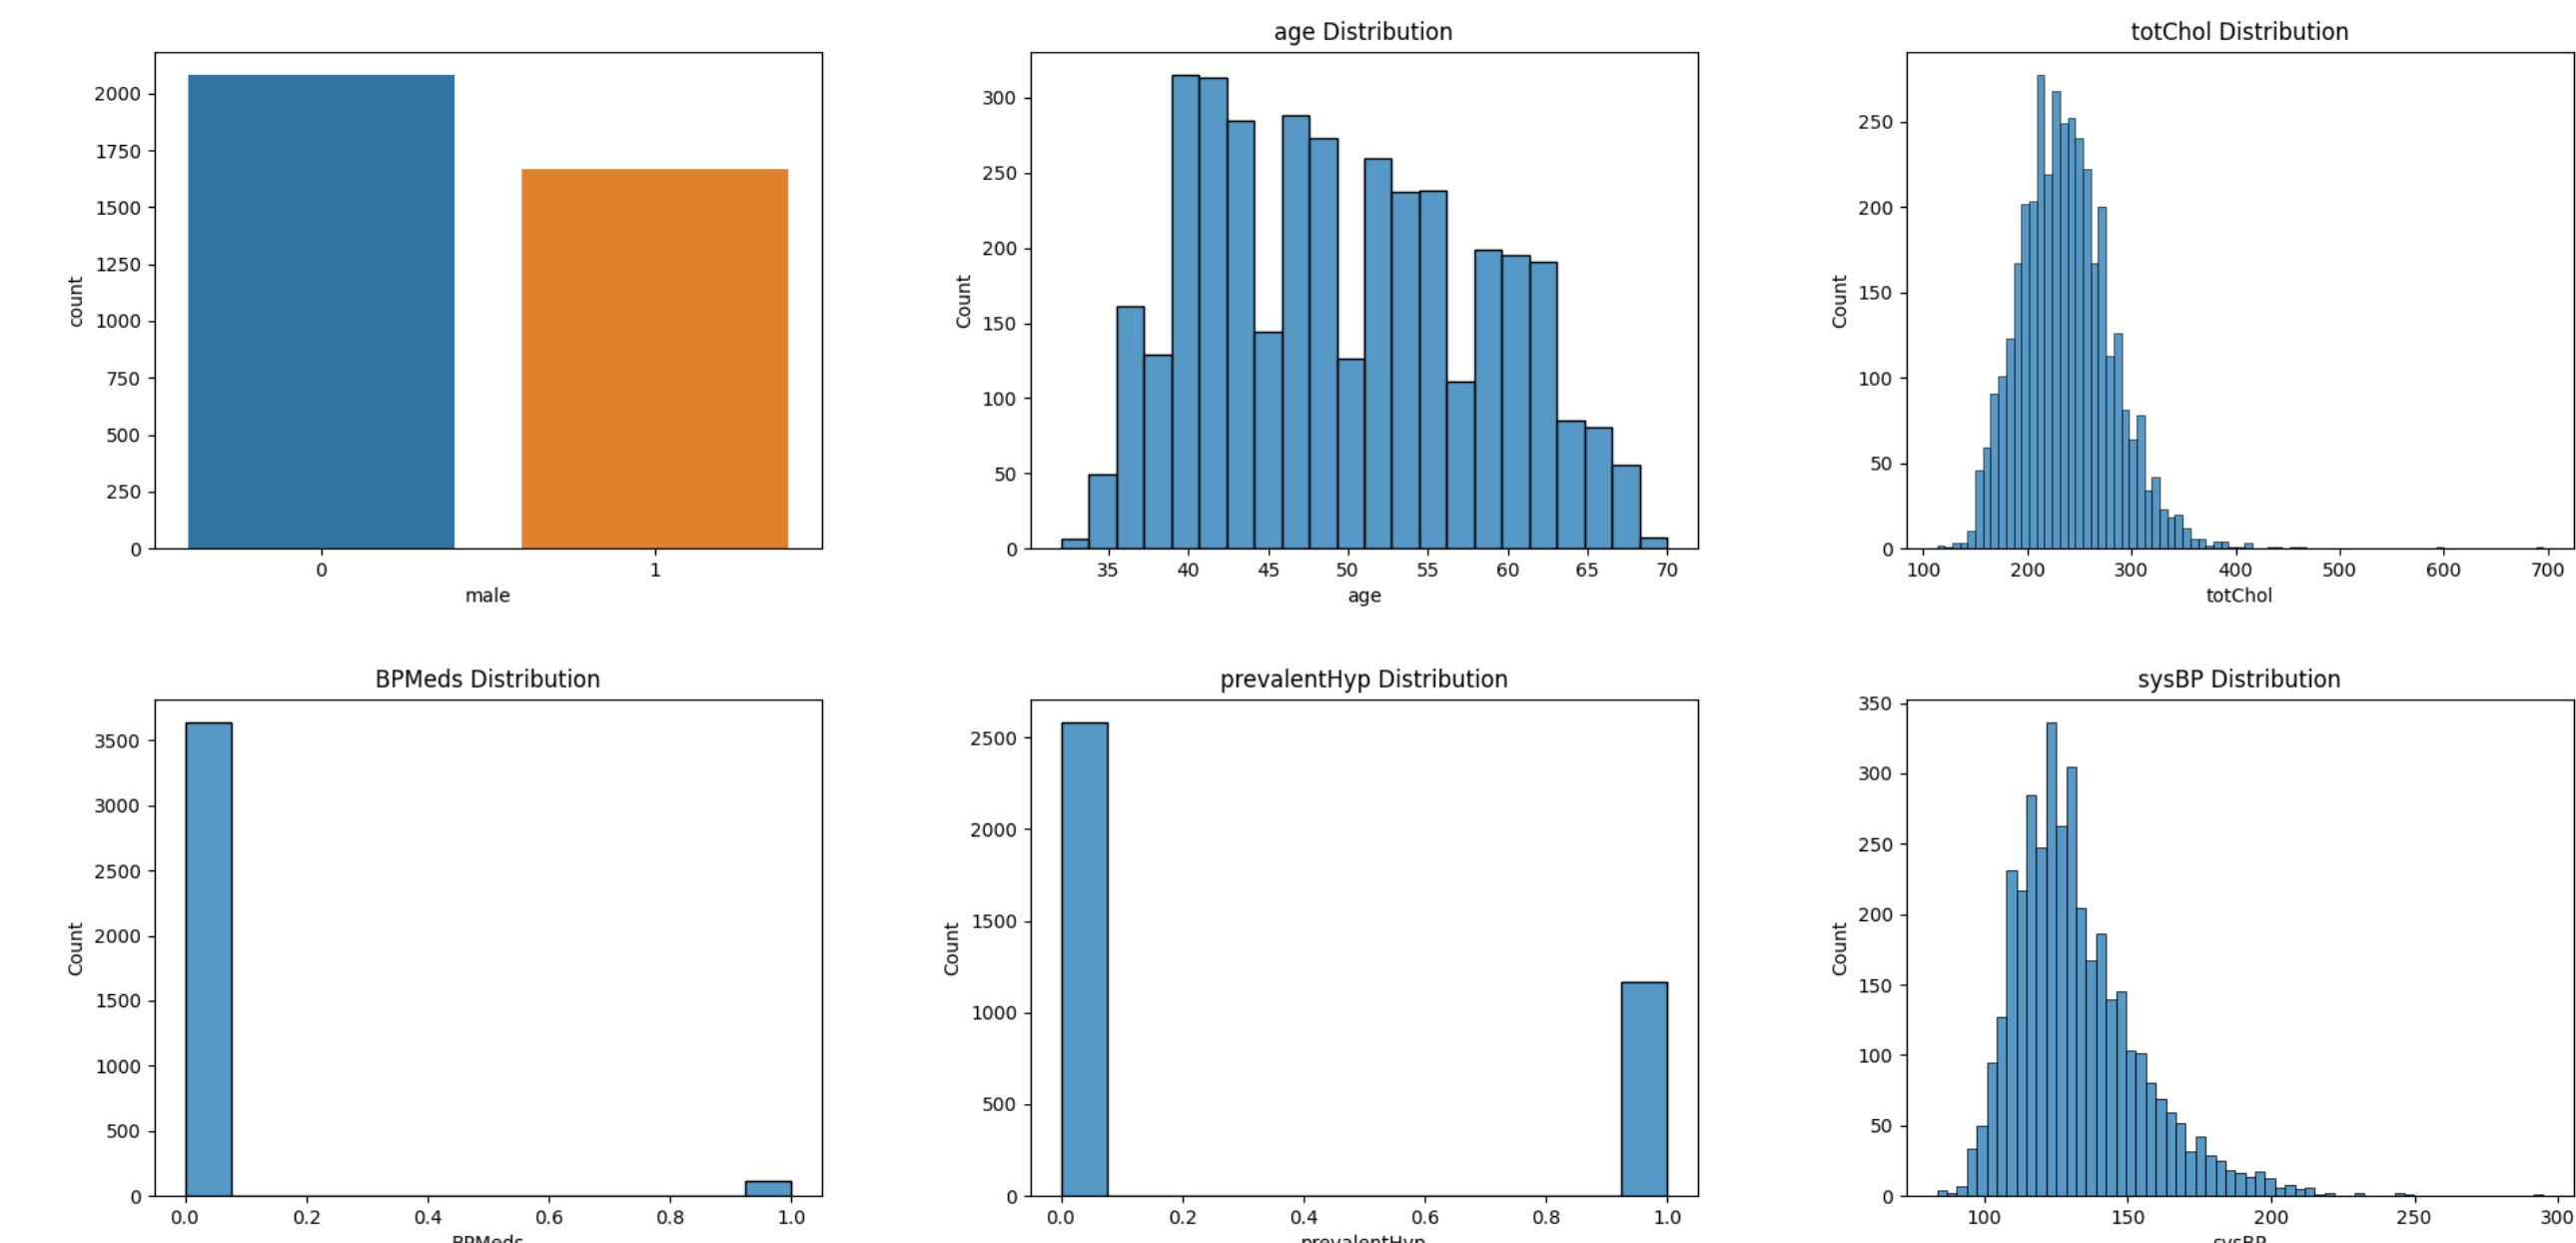 age Distribution
totChol Distribution
2000
1750
1500
1250
1000
750
500
250
0
count
0 1
male
300
250
200
150
100
50
0
Count
35 40 45 50 55 60 65 70
age
250
200
150
100
50
0
Count
100 200 300 400 500 600 700
totChol
BPMeds Distribution
prevalentHyp Distribution
sysBP Distribution
3500
3000
2500
2000
1500
1000
500
0
Count
0.0 0.2 0.4 0.6 0.8 1.0
BPMeds
2500
2000
1500
1000
500
0
Count
0.0 0.2 0.4 0.6 0.8 1.0
prevalentHyp
350
300
250
200
150
100
50
0
Count
100 150 200 250 300
sysBP